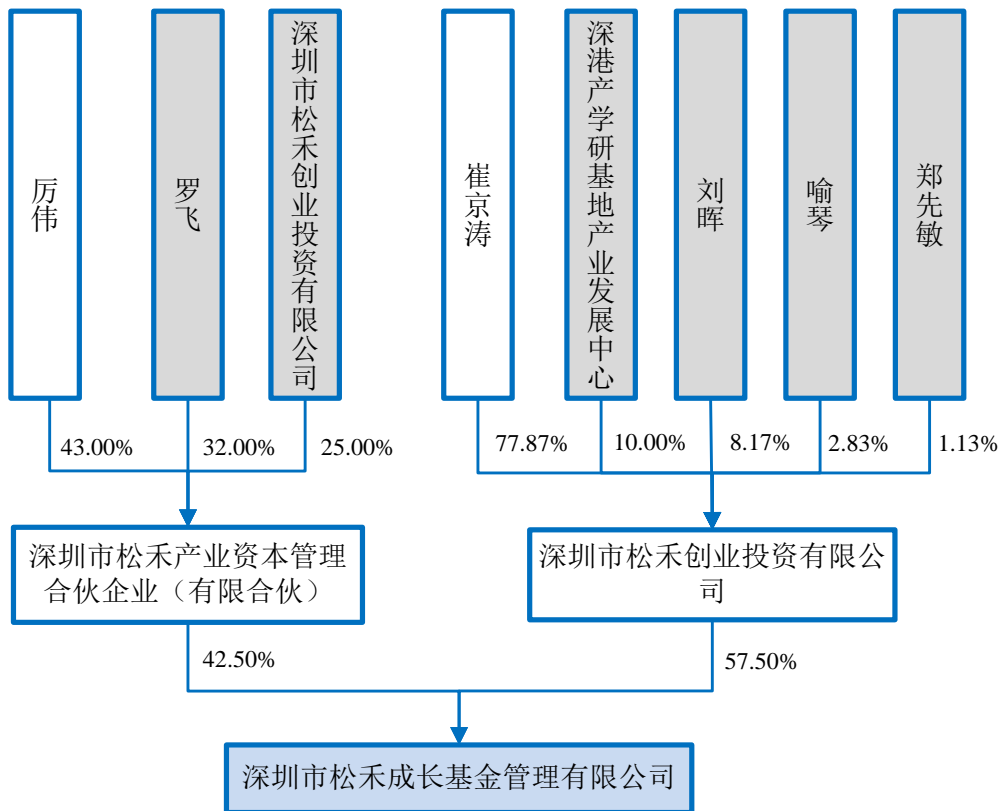 厉伟
罗飞
深圳市松禾创业投资有限公司
崔京涛
深港产学研基地产业发展中心
刘晖
喻琴
郑先敏
43.00%
32.00%
25.00%
77.87%
10.00%
8.17%
2.83%
1.13%
深圳市松禾产业资本管理
合伙企业（有限合伙）
深圳市松禾创业投资有限公
司
42.50%
57.50%
深圳市松禾成长基金管理有限公司